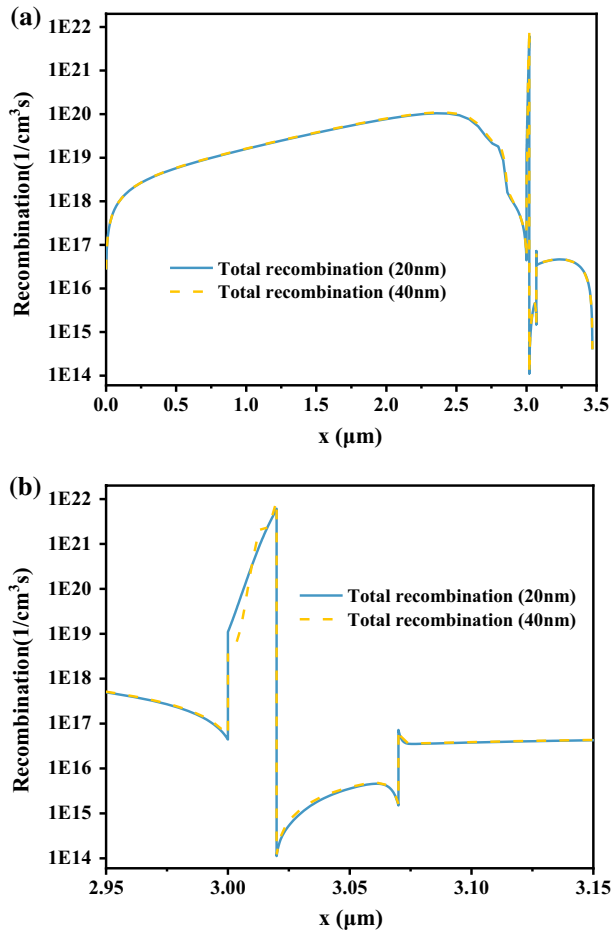 (a)
1E22
1E21
1E20
1E19
1E18
1E17
1E16
1E15
1E14
Recombination(1/cm³s)
Total recombination (20nm)
Total recombination (40nm)
0.0 0.5 1.0 1.5 2.0 2.5 3.0 3.5
x (μm)
(b)
1E22
1E21
1E20
1E19
1E18
1E17
1E16
1E15
1E14
Recombination(1/cm³s)
Total recombination (20nm)
Total recombination (40nm)
2.95 3.00 3.05 3.10 3.15
x (μm)